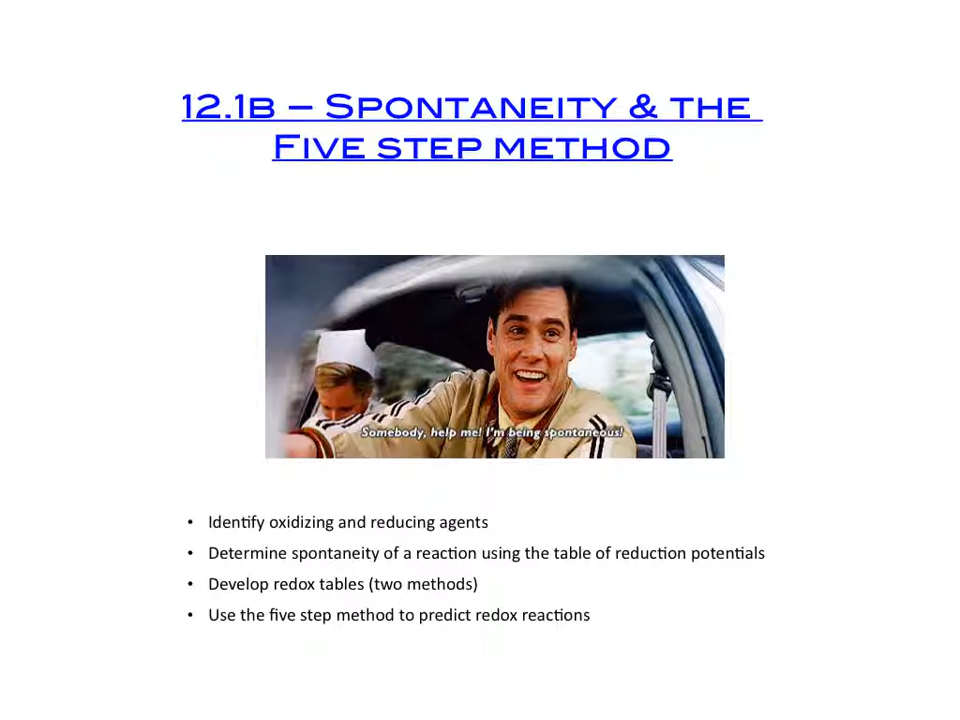 12.1B – SPONTANEITY & THE
FIVE STEP METHOD
Somebody, help me! I'm being spontaneous!
• Identify oxidizing and reducing agents
• Determine spontaneity of a reaction using the table of reduction potentials
• Develop redox tables (two methods)
• Use the five step method to predict redox reactions